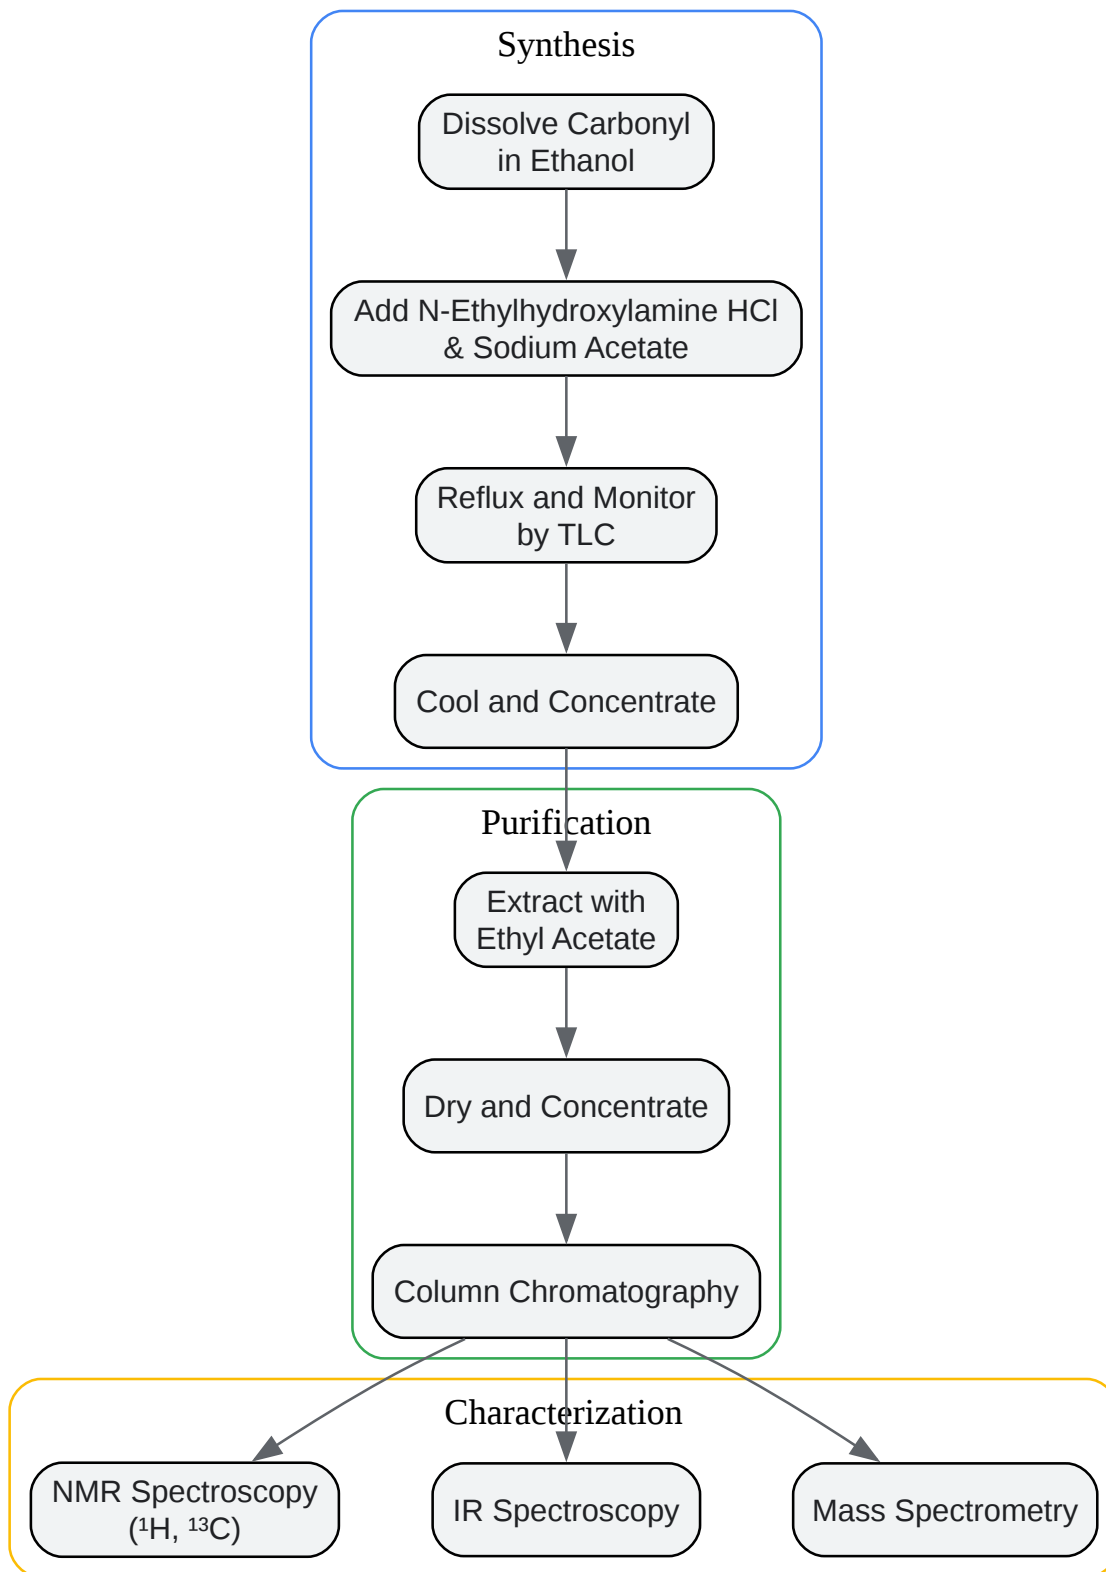 Synthesis
Dissolve Carbonyl
in Ethanol
Add N-Ethylhydroxylamine HCl
& Sodium Acetate
Reflux and Monitor
by TLC
Cool and Concentrate
Purification
Extract with
Ethyl Acetate
Dry and Concentrate
Column Chromatography
Characterization
NMR Spectroscopy
(¹H, ¹³C)
IR Spectroscopy
Mass Spectrometry